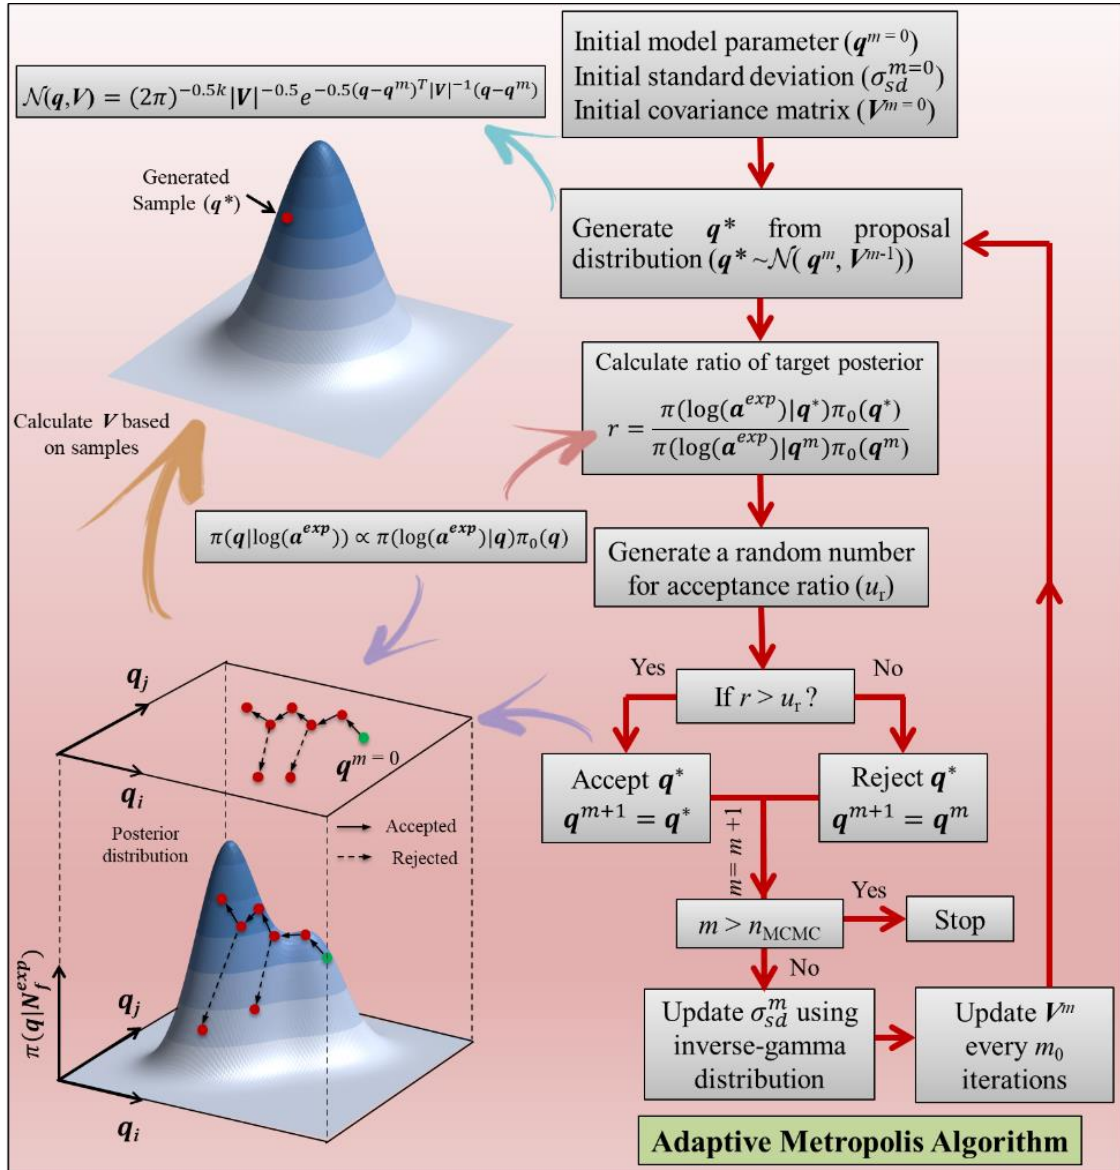 Initial model parameter (q^{m = 0})
Initial standard deviation (σ_{sd}^{m=0})
Initial covariance matrix (V^{m = 0})
𝒩(q,V) = (2π)^{−0.5k}|V|^{−0.5}e^{−0.5(q−q^m)^T|V|^{−1}(q−q^m)}
Generated
Sample (q*)
Generate q* from proposal
distribution (q* ~𝒩( q^m, V^{m-1}))
Calculate ratio of target posterior
r = \frac{π(log(a^{exp})|q*)π_0(q*)}{π(log(a^{exp})|q^m)π_0(q^m)}
Calculate V based
on samples
π(q|log(a^{exp})) ∝ π(log(a^{exp})|q)π_0(q)
Generate a random number
for acceptance ratio (u_r)
Yes
No
If r > u_r ?
Accept q*
q^{m+1} = q*
Reject q*
q^{m+1} = q^m
m = m +1
m > n_{MCMC}
Yes
Stop
No
Update σ_{sd}^m using
inverse-gamma
distribution
Update V^m
every m_0
iterations
q_j
q^{m = 0}
q_i
Posterior
distribution
Accepted
Rejected
π(q|N_f^{exp})
q_j
q_i
Adaptive Metropolis Algorithm